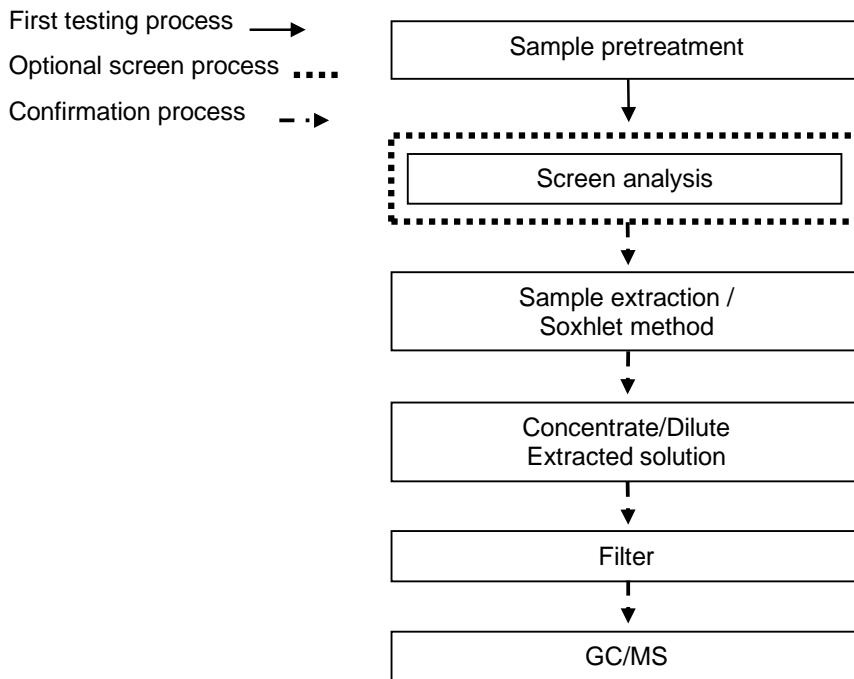 First testing process
Optional screen process
Confirmation process
Sample pretreatment
Screen analysis
Sample extraction /
Soxhlet method
Concentrate/Dilute
Extracted solution
Filter
GC/MS